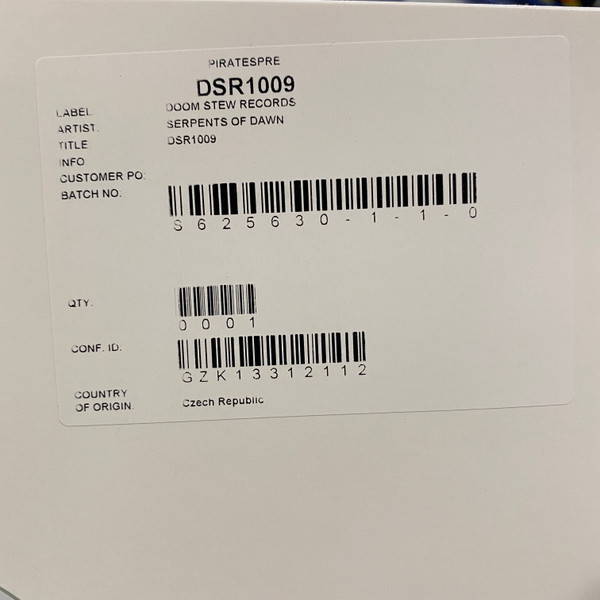 PIRATESPRE
DSR1009
LABEL DOOM STEW RECORDS
ARTIST. SERPENTS OF DAWN
TITLE DSR1009
INFO
CUSTOMER PO:
BATCH NO.
S625630-1-1-0
QTY.
0001
CONF. ID.
GZK13312112
COUNTRY
OF ORIGIN. Czech Republic